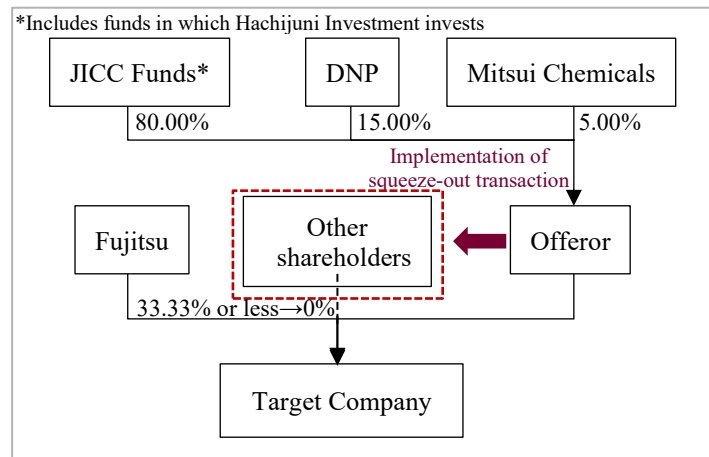 *Includes funds in which Hachijuni Investment invests
JICC Funds*
DNP
Mitsui Chemicals
80.00%
15.00%
5.00%
Implementation of
squeeze-out transaction
Fujitsu
Other
shareholders
Offeror
33.33% or less→0%
Target Company